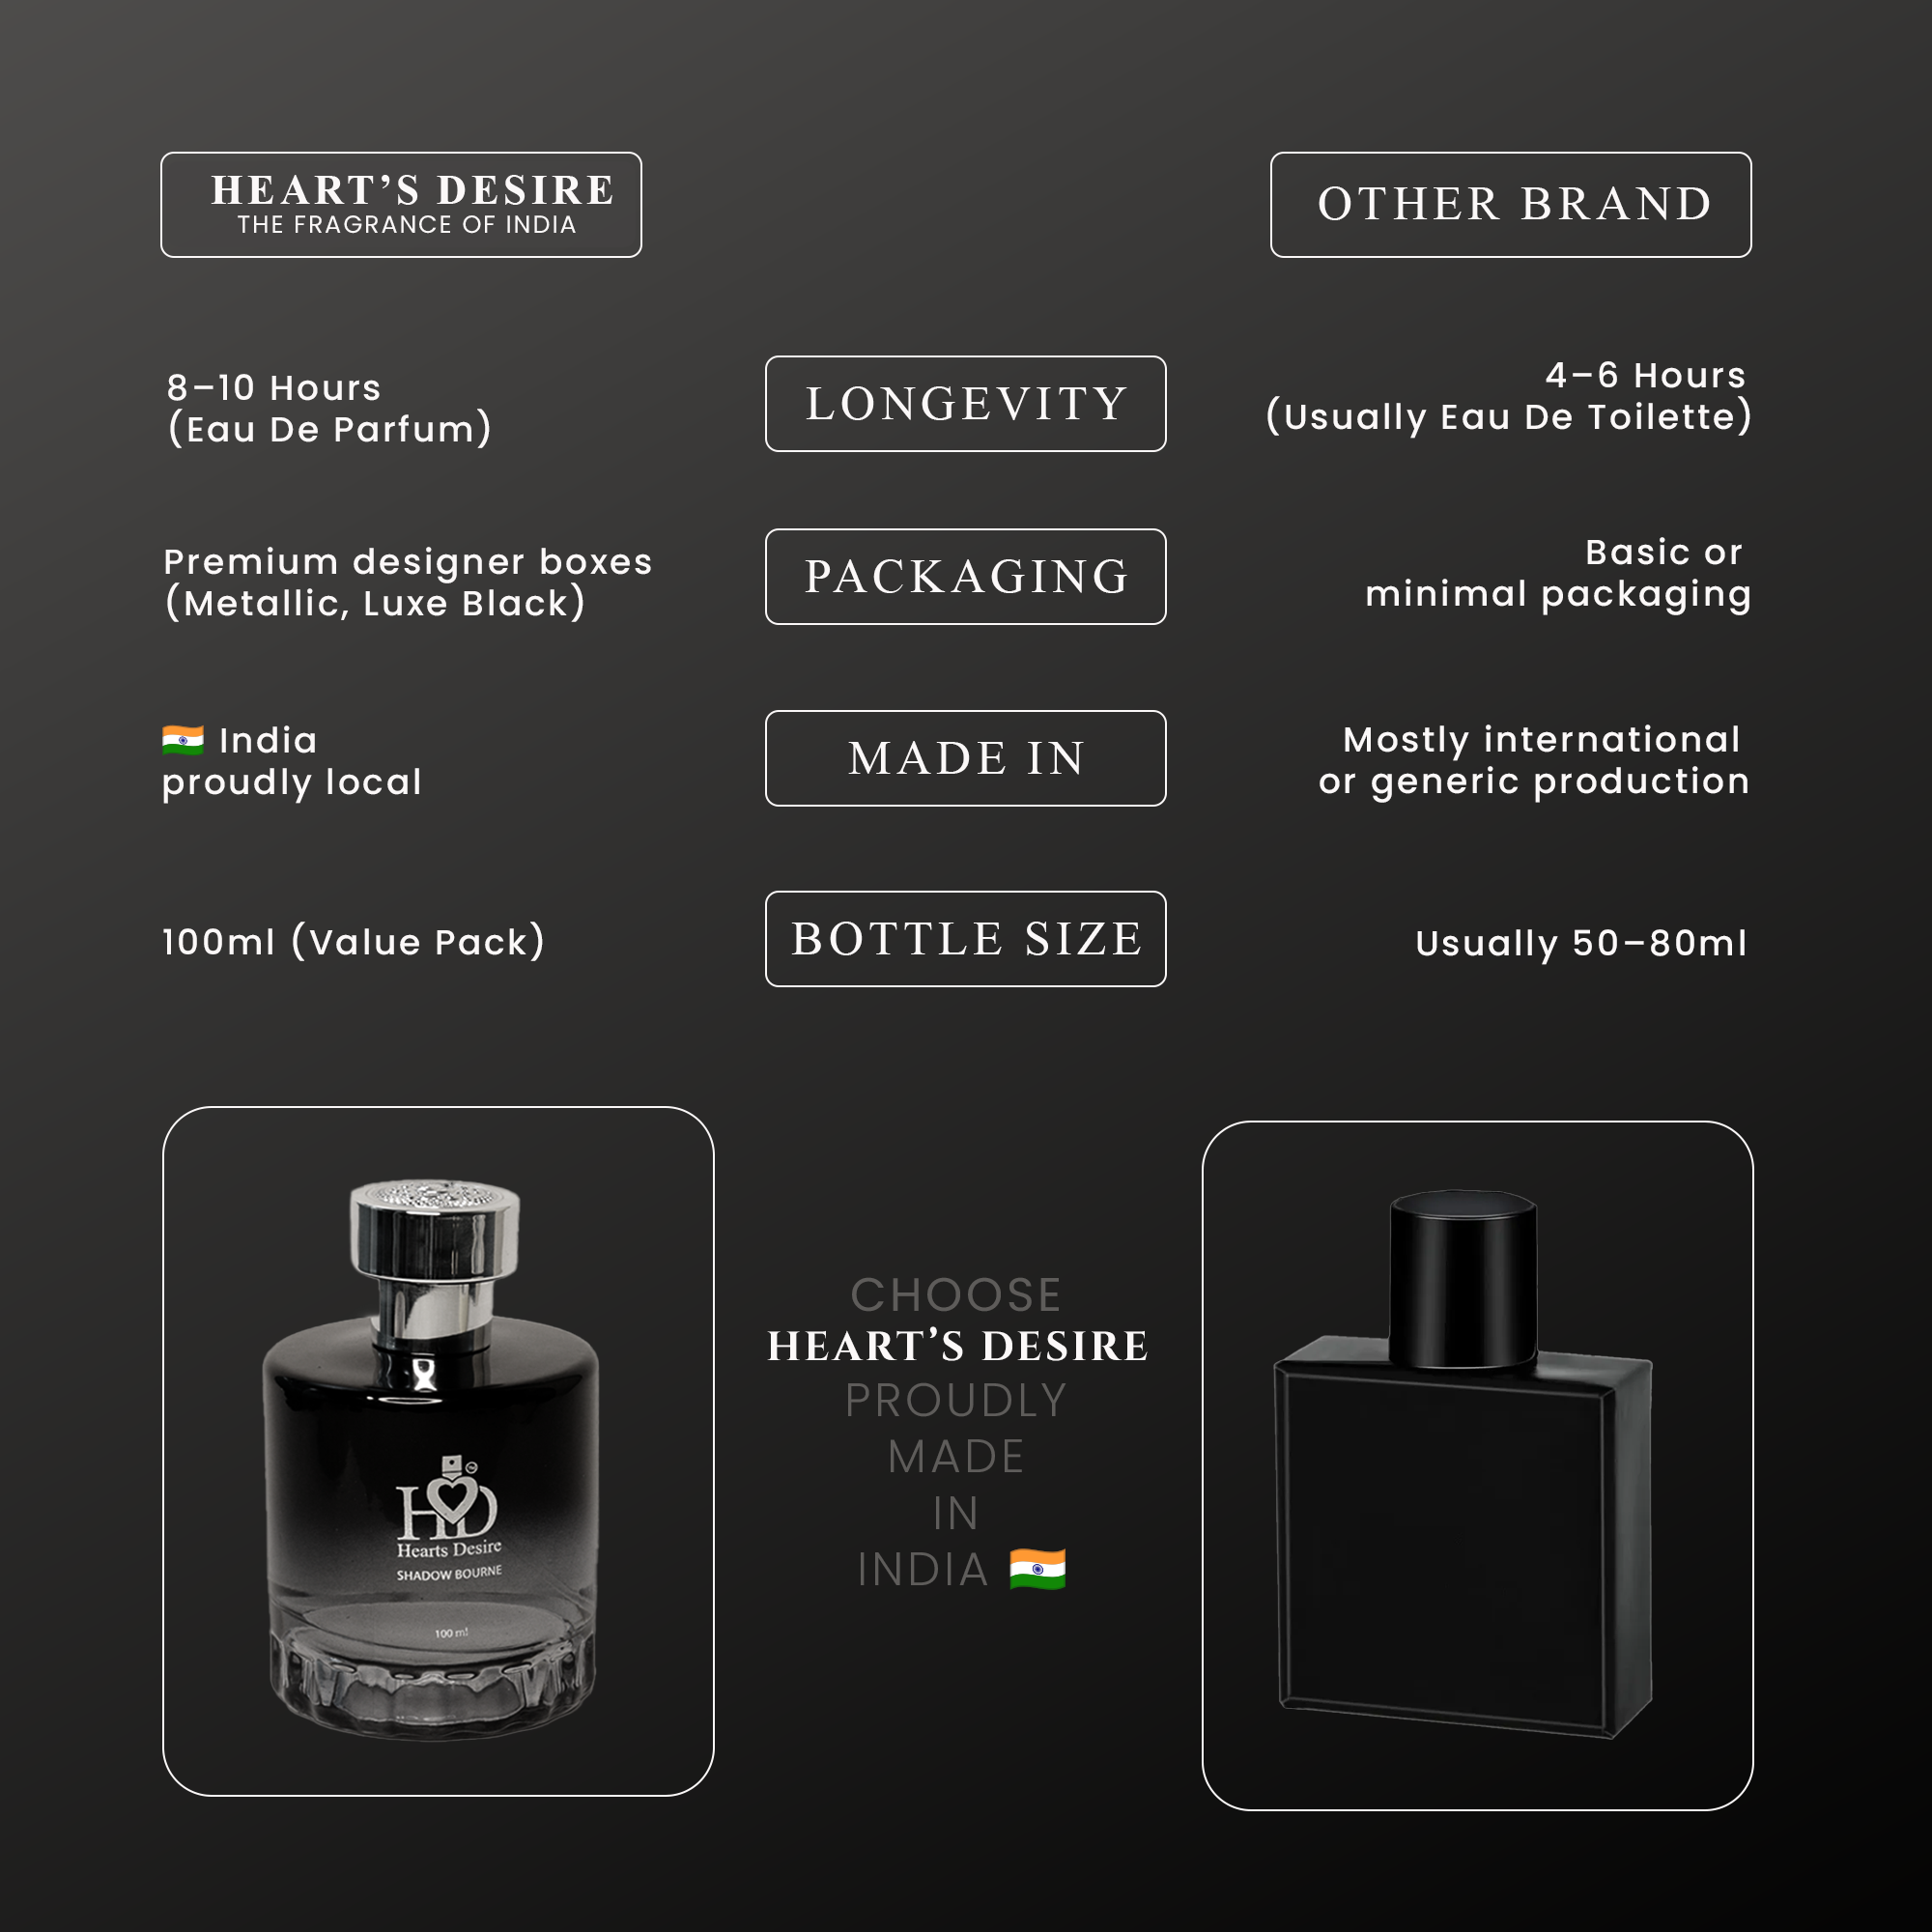 HEART’S DESIRE
THE FRAGRANCE OF INDIA
OTHER BRAND
8–10 Hours
(Eau De Parfum)
LONGEVITY
4–6 Hours
(Usually Eau De Toilette)
Premium designer boxes
(Metallic, Luxe Black)
PACKAGING
Basic or
minimal packaging
🇮🇳 India
proudly local
MADE IN
Mostly international
or generic production
100ml (Value Pack)
BOTTLE SIZE
Usually 50–80ml
HD
Hearts Desire
SHADOW BOURNE
100 ml
CHOOSE
HEART’S DESIRE
PROUDLY
MADE
IN
INDIA 🇮🇳